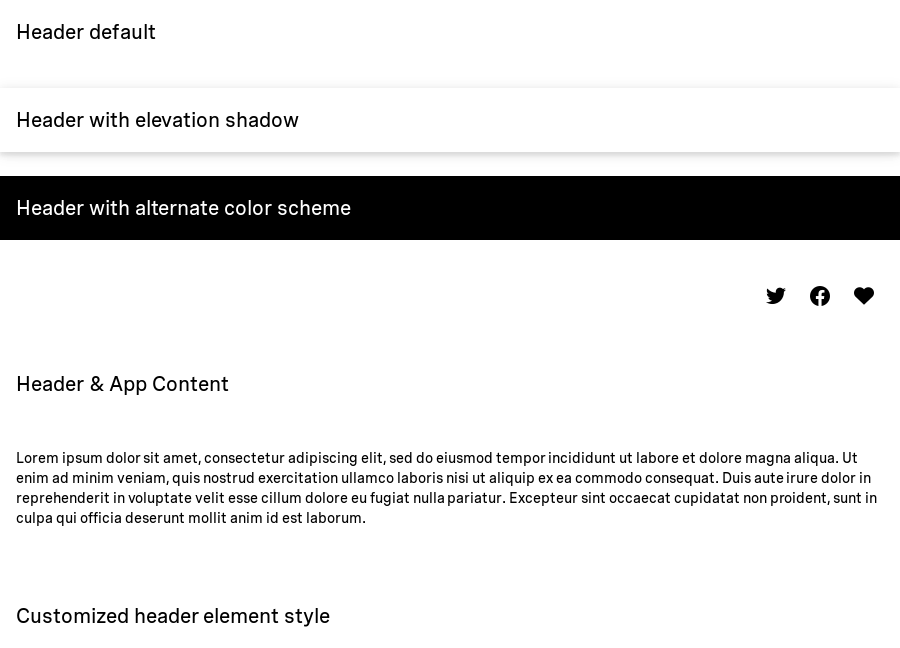 Header default
Header with elevation shadow
Header with alternate color scheme
Header & App Content
Lorem ipsum dolor sit amet, consectetur adipiscing elit, sed do eiusmod tempor incididunt ut labore et dolore magna aliqua. Ut
enim ad minim veniam, quis nostrud exercitation ullamco laboris nisi ut aliquip ex ea commodo consequat. Duis aute irure dolor in
reprehenderit in voluptate velit esse cillum dolore eu fugiat nulla pariatur. Excepteur sint occaecat cupidatat non proident, sunt in
culpa qui officia deserunt mollit anim id est laborum.
Customized header element style